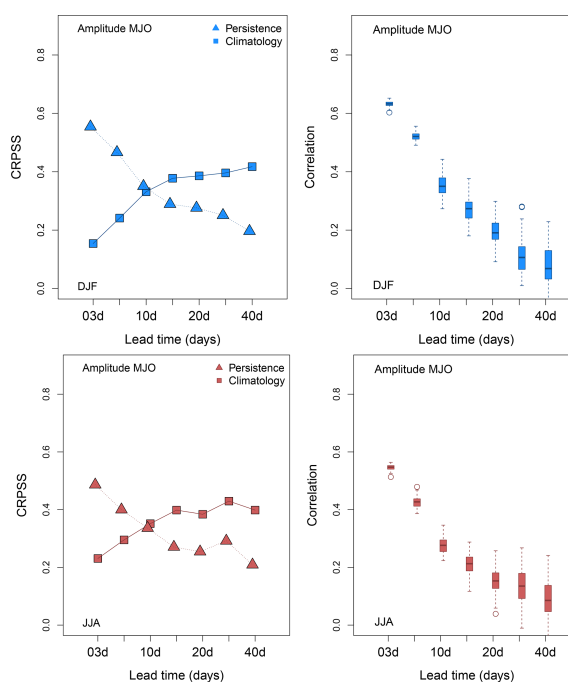 Amplitude MJO
Persistence
Climatology
CRPSS
0.0 0.2 0.4 0.6 0.8
DJF
03d 10d 20d 40d
Lead time (days)
Amplitude MJO
Correlation
0.0 0.2 0.4 0.6 0.8
DJF
03d 10d 20d 40d
Lead time (days)
Amplitude MJO
Persistence
Climatology
CRPSS
0.0 0.2 0.4 0.6 0.8
JJA
03d 10d 20d 40d
Lead time (days)
Amplitude MJO
Correlation
0.0 0.2 0.4 0.6 0.8
JJA
03d 10d 20d 40d
Lead time (days)